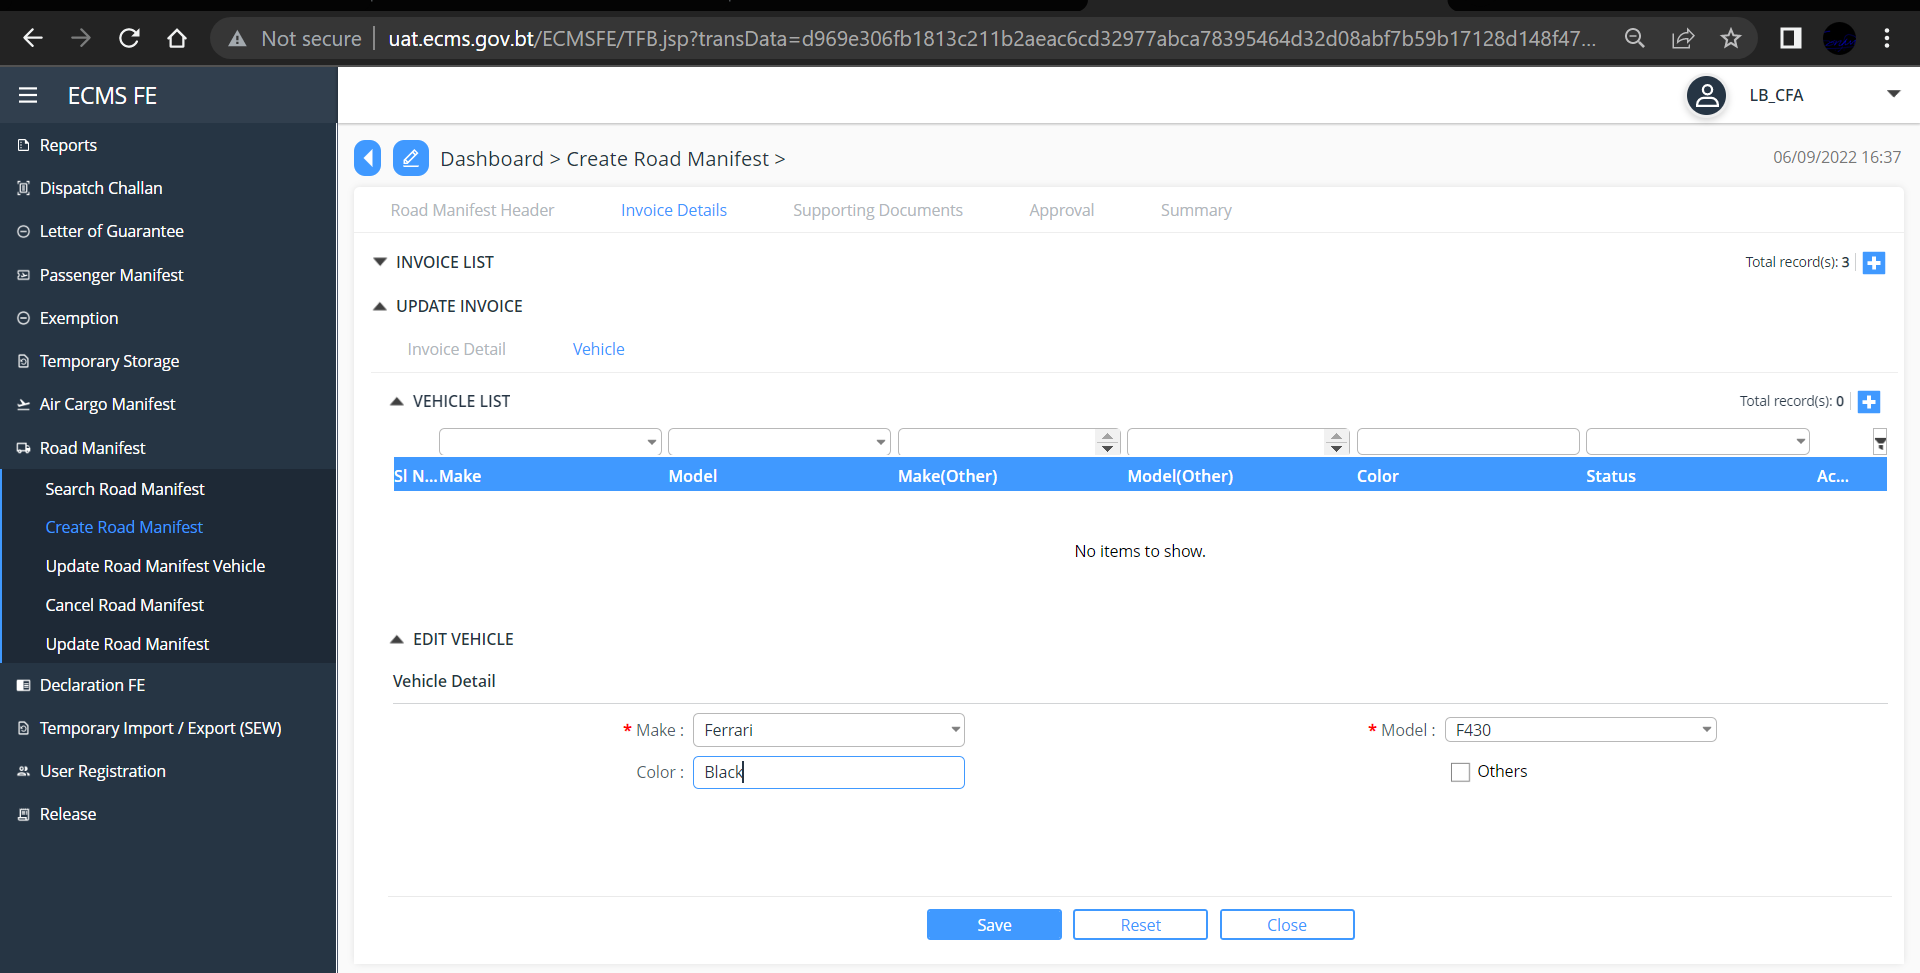 Not secure uat.ecms.gov.bt/ECMSFE/TFB.jsp?transData=d969e306fb1813c211b2aeac6cd32977abca78395464d32d08abf7b59b17128d148f47...
ECMS FE
LB_CFA
Reports
Dispatch Challan
Letter of Guarantee
Passenger Manifest
Exemption
Temporary Storage
Air Cargo Manifest
Road Manifest
Search Road Manifest
Create Road Manifest
Update Road Manifest Vehicle
Cancel Road Manifest
Update Road Manifest
Declaration FE
Temporary Import / Export (SEW)
User Registration
Release
Dashboard > Create Road Manifest >
06/09/2022 16:37
Road Manifest Header Invoice Details Supporting Documents Approval Summary
INVOICE LIST Total record(s): 3
UPDATE INVOICE
Invoice Detail Vehicle
VEHICLE LIST Total record(s): 0
Sl N... Make Model Make(Other) Model(Other) Color Status Ac...
No items to show.
EDIT VEHICLE
Vehicle Detail
* Make : Ferrari * Model : F430
Color : Black Others
Save Reset Close